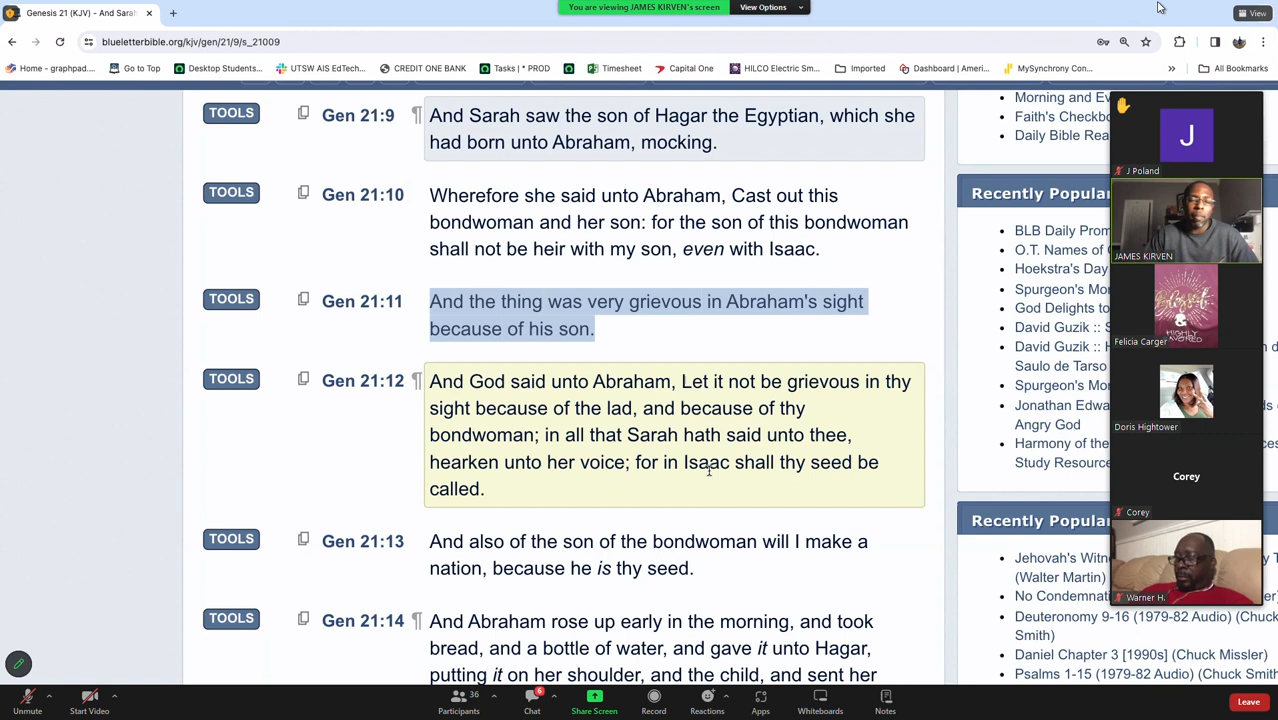 Genesis 21 (KJV) - And Sarah
You are viewing JAMES KIRVEN's screen
View Options
View
blueletterbible.org/kjv/gen/21/9/s_21009
Home - graphpad....
Go to Top
Desktop Students...
UTSW AIS EdTech...
CREDIT ONE BANK
Tasks | * PROD
Timesheet
Capital One
HILCO Electric Sm...
Imported
Dashboard | Ameri...
MySynchrony Con...
»
All Bookmarks
TOOLS
Gen 21:9
¶
And Sarah saw the son of Hagar the Egyptian, which she
had born unto Abraham, mocking.
TOOLS
Gen 21:10
Wherefore she said unto Abraham, Cast out this
bondwoman and her son: for the son of this bondwoman
shall not be heir with my son, even with Isaac.
TOOLS
Gen 21:11
And the thing was very grievous in Abraham's sight
because of his son.
TOOLS
Gen 21:12
¶
And God said unto Abraham, Let it not be grievous in thy
sight because of the lad, and because of thy
bondwoman; in all that Sarah hath said unto thee,
hearken unto her voice; for in Isaac shall thy seed be
called.
TOOLS
Gen 21:13
And also of the son of the bondwoman will I make a
nation, because he is thy seed.
TOOLS
Gen 21:14
¶
And Abraham rose up early in the morning, and took
bread, and a bottle of water, and gave it unto Hagar,
putting it on her shoulder, and the child, and sent her
Morning and Ev
Faith's Checkbo
Daily Bible Rea
Recently Popula
BLB Daily Prom
O.T. Names of
Hoekstra's Day
Spurgeon's Mor
God Delights to
David Guzik ::
David Guzik ::
Saulo de Tarso
Spurgeon's Mor
Jonathan Edwa
Angry God
Harmony of the
Study Resource
Recently Popula
Jehovah's Witn
(Walter Martin)
No Condemnat
Deuteronomy 9-16 (1979-82 Audio) (Chuck
Smith)
Daniel Chapter 3 [1990s] (Chuck Missler)
Psalms 1-15 (1979-82 Audio) (Chuck Smith
J
J Poland
JAMES KIRVEN
Blessed
&
HIGHLY
FAVORED
Felicia Carger
Doris Hightower
Corey
Corey
Warner H.
Unmute
Start Video
36
Participants
6
Chat
Share Screen
Record
Reactions
Apps
Whiteboards
Notes
Leave